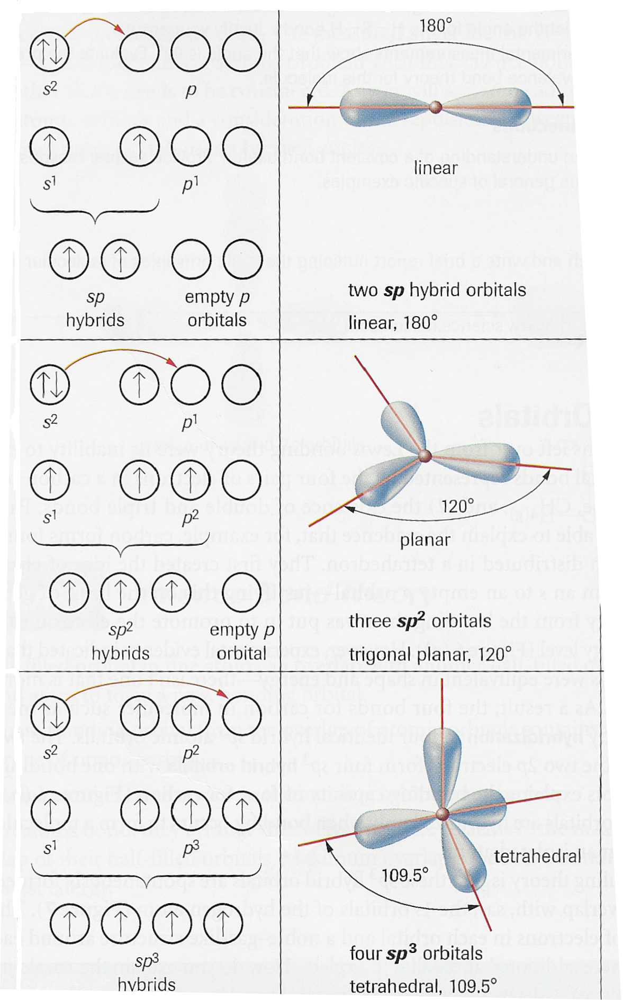 180°
s²
p
s¹
p¹
linear
sp
hybrids
empty p
orbitals
two sp hybrid orbitals
linear, 180°
s²
p¹
s¹
p²
120°
planar
sp²
hybrids
empty p
orbital
three sp² orbitals
trigonal planar, 120°
s²
p²
s¹
p³
109.5°
tetrahedral
sp³
hybrids
four sp³ orbitals
tetrahedral, 109.5°